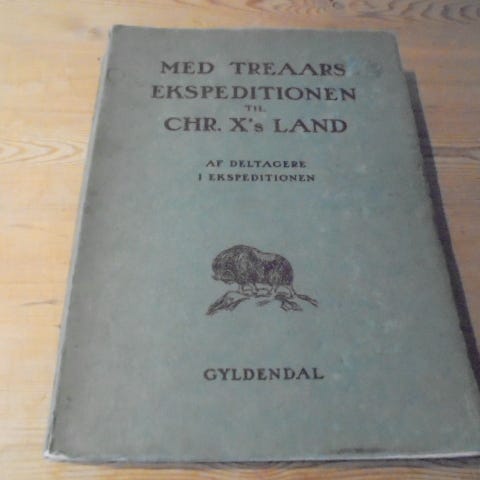 MED TREAARS
EKSPEDITIONEN
TIL
CHR. X's LAND
AF DELTAGERE
I EKSPEDITIONEN
GYLDENDAL